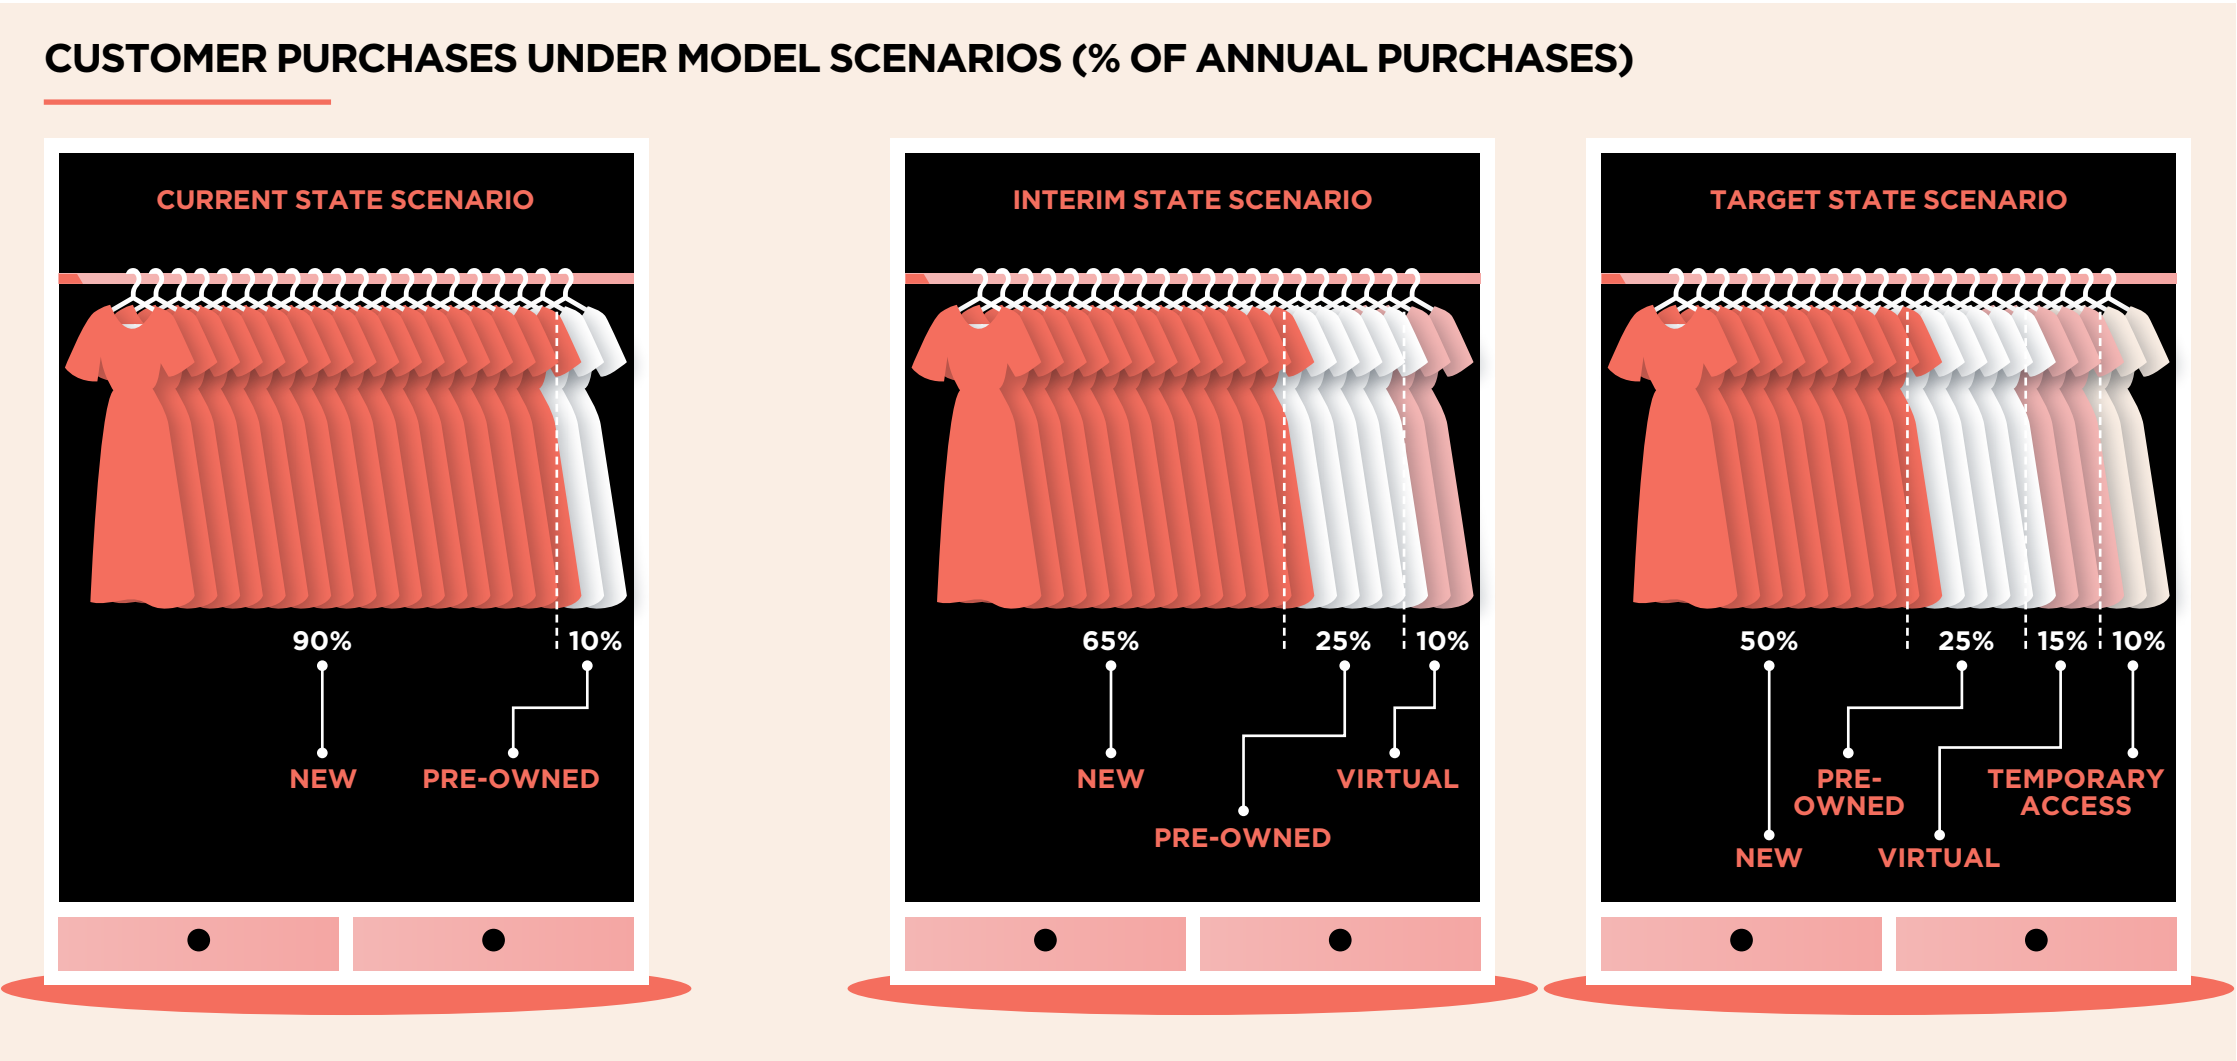 CUSTOMER PURCHASES UNDER MODEL SCENARIOS (% OF ANNUAL PURCHASES)
CURRENT STATE SCENARIO
90%
10%
NEW
PRE-OWNED
INTERIM STATE SCENARIO
65%
25%
10%
NEW
VIRTUAL
PRE-OWNED
TARGET STATE SCENARIO
50%
25%
15%
10%
PRE-
OWNED
TEMPORARY
ACCESS
NEW
VIRTUAL